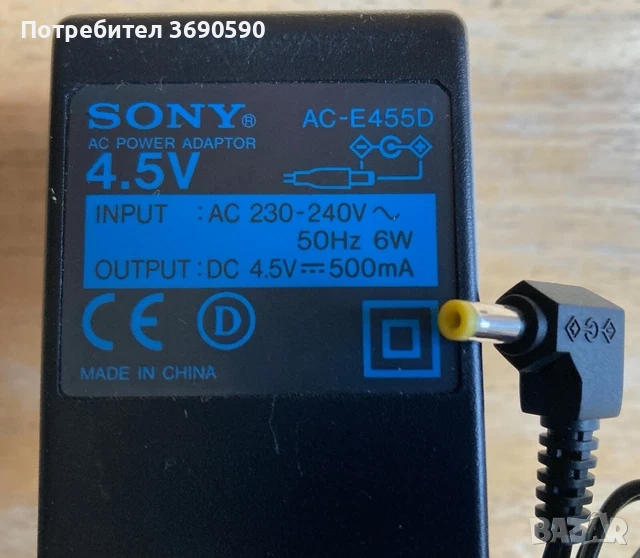 Потребител 3690590
SONY®
AC-E455D
AC POWER ADAPTOR
4.5V
INPUT : AC 230-240V ~
50Hz 6W
OUTPUT : DC 4.5V ⎓ 500mA
CE D
MADE IN CHINA
BAZAR